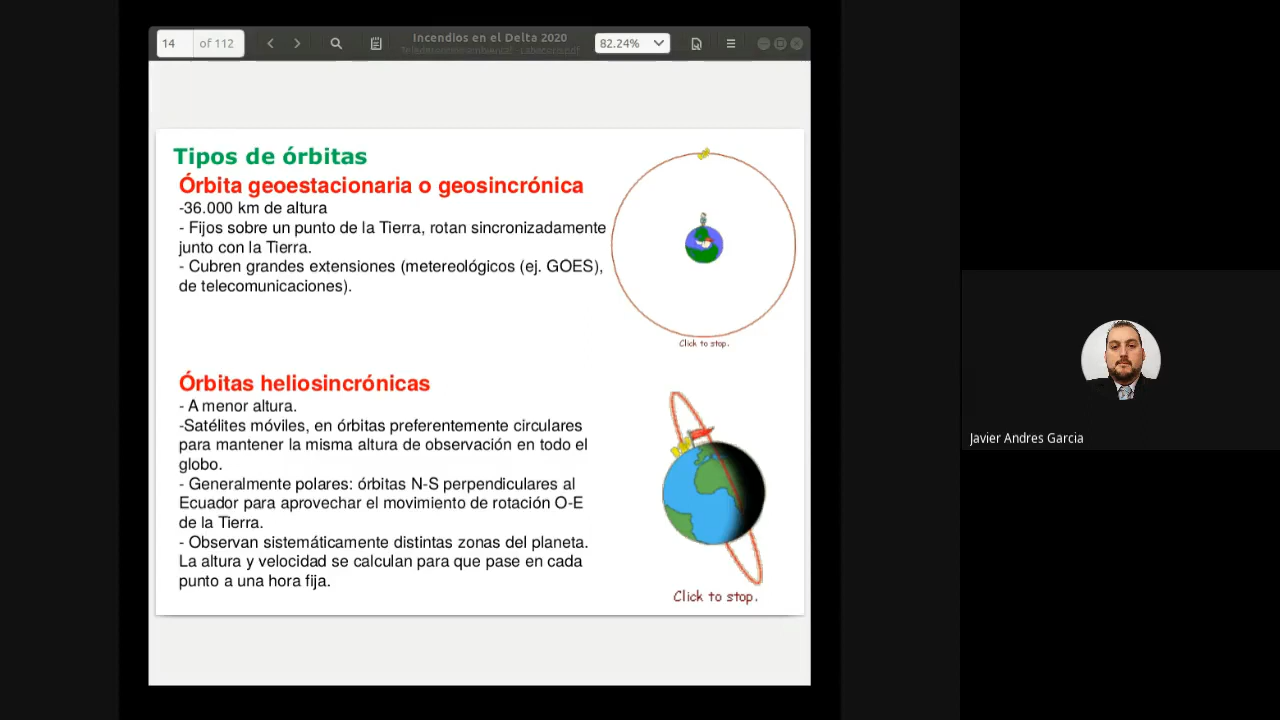 14 of 112
Incendios en el Delta 2020
82.24%
Tipos de órbitas
Órbita geoestacionaria o geosincrónica
-36.000 km de altura
- Fijos sobre un punto de la Tierra, rotan sincronizadamente
junto con la Tierra.
- Cubren grandes extensiones (metereológicos (ej. GOES),
de telecomunicaciones).
Click to stop.
Órbitas heliosincrónicas
- A menor altura.
-Satélites móviles, en órbitas preferentemente circulares
para mantener la misma altura de observación en todo el
globo.
- Generalmente polares: órbitas N-S perpendiculares al
Ecuador para aprovechar el movimiento de rotación O-E
de la Tierra.
- Observan sistemáticamente distintas zonas del planeta.
La altura y velocidad se calculan para que pase en cada
punto a una hora fija.
Click to stop.
Javier Andres Garcia